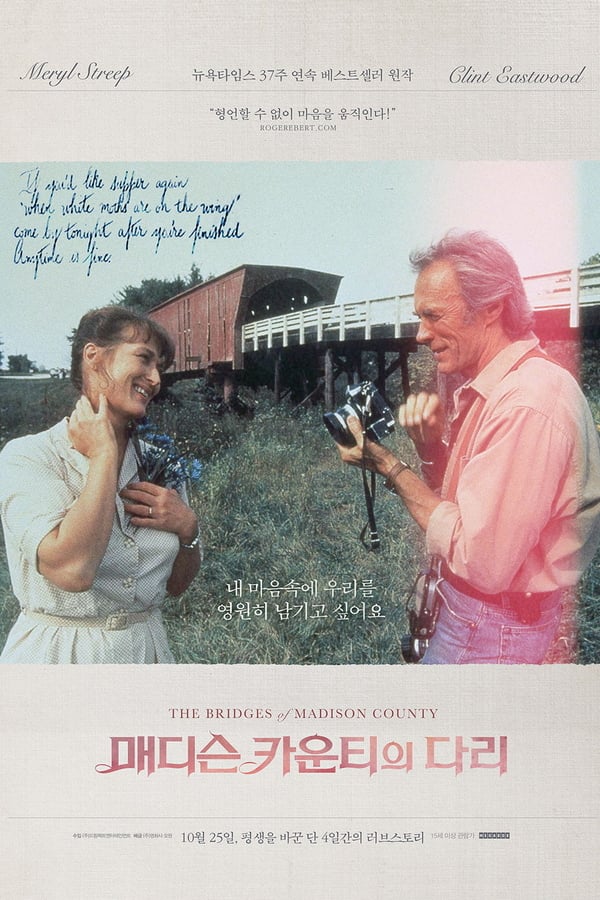 Meryl Streep
뉴욕타임스 37주 연속 베스트셀러 원작
Clint Eastwood
“형언할 수 없이 마음을 움직인다!”
ROGEREBERT.COM
If you'd like supper again
"when white moths are on the wing"
come by tonight after you're finished
Anytime is fine.
내 마음속에 우리를
영원히 남기고 싶어요
THE BRIDGES of MADISON COUNTY
매디슨 카운티의 다리
10월 25일, 평생을 바꾼 단 4일간의 러브스토리
15세 이상 관람가